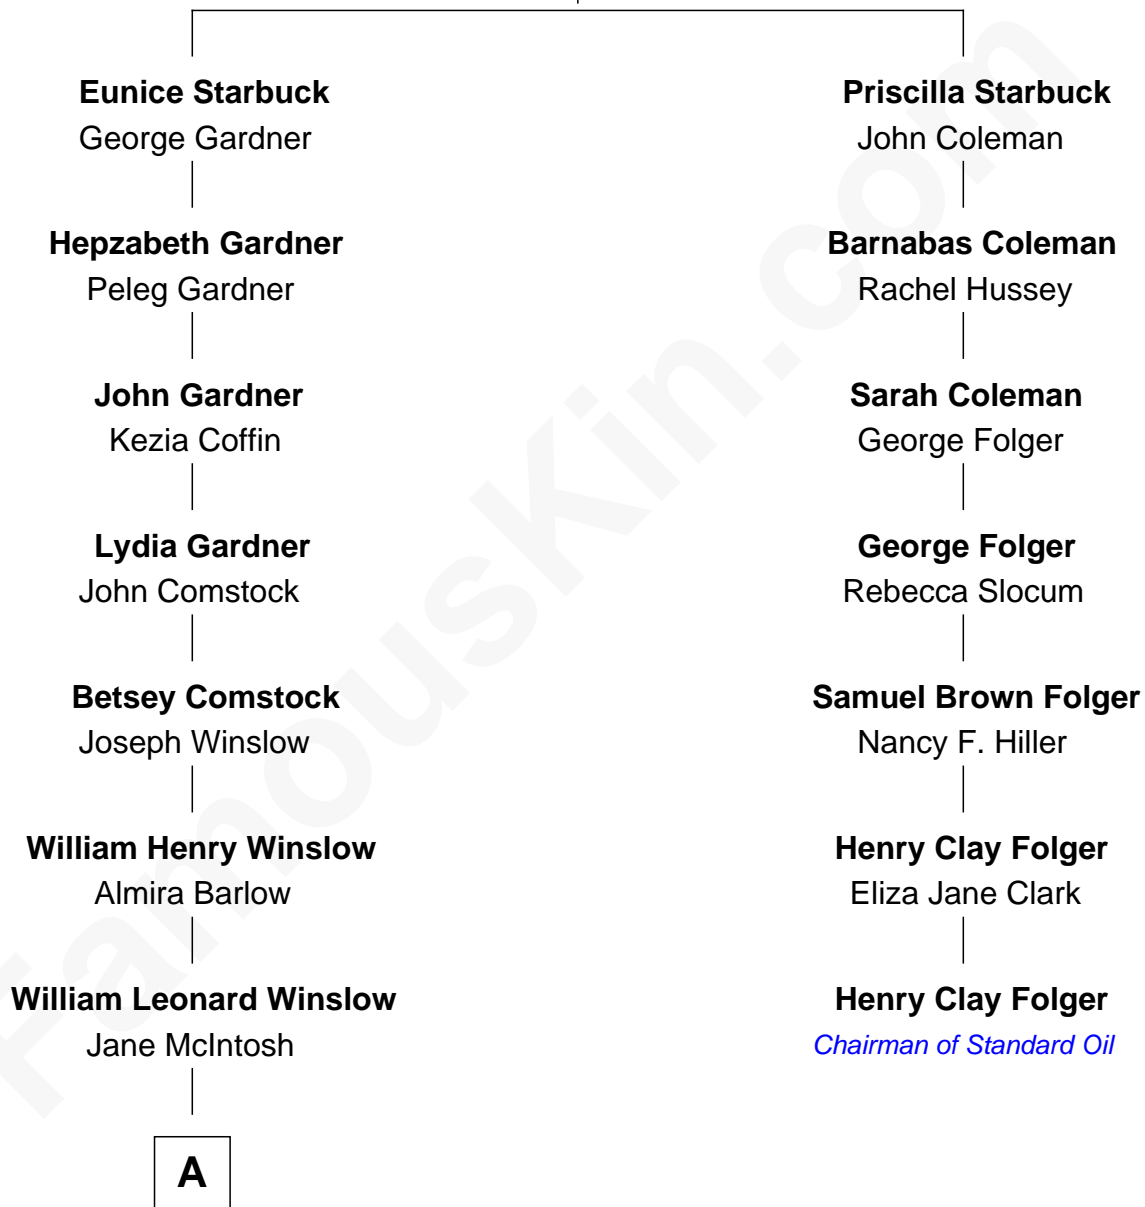 Eunice Starbuck
George Gardner
Hepzabeth Gardner
Peleg Gardner
John Gardner
Kezia Coffin
Lydia Gardner
John Comstock
Betsey Comstock
Joseph Winslow
William Henry Winslow
Almira Barlow
William Leonard Winslow
Jane McIntosh
A
Priscilla Starbuck
John Coleman
Barnabas Coleman
Rachel Hussey
Sarah Coleman
George Folger
George Folger
Rebecca Slocum
Samuel Brown Folger
Nancy F. Hiller
Henry Clay Folger
Eliza Jane Clark
Henry Clay Folger
Chairman of Standard Oil
FamousKin.com